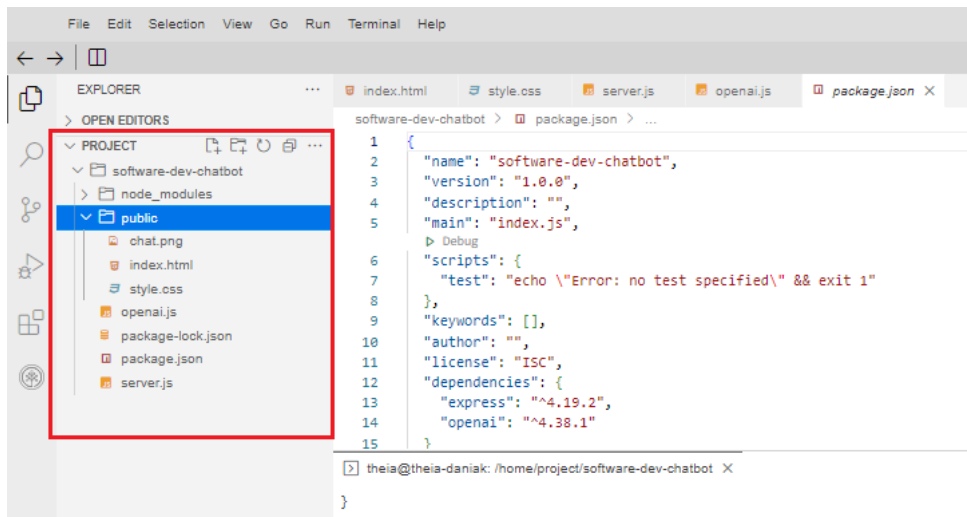 File Edit Selection View Go Run Terminal Help
EXPLORER
OPEN EDITORS
PROJECT
software-dev-chatbot
node_modules
public
chat.png
index.html
style.css
openai.js
package-lock.json
package.json
server.js
index.html style.css server.js openai.js package.json
software-dev-chatbot > package.json > ...
1 {
2 "name": "software-dev-chatbot",
3 "version": "1.0.0",
4 "description": "",
5 "main": "index.js",
Debug
6 "scripts": {
7 "test": "echo \"Error: no test specified\" && exit 1"
8 },
9 "keywords": [],
10 "author": "",
11 "license": "ISC",
12 "dependencies": {
13 "express": "^4.19.2",
14 "openai": "^4.38.1"
15 }
theia@theia-daniak: /home/project/software-dev-chatbot
}